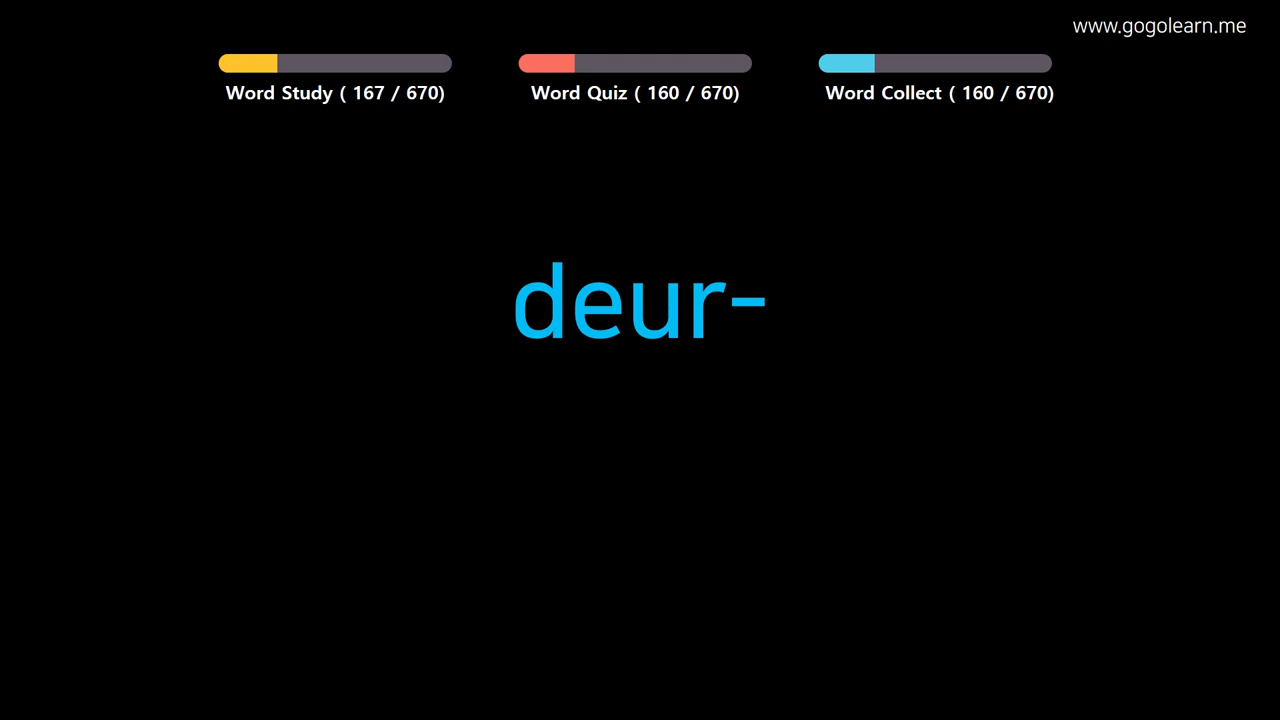 www.gogolearn.me
Word Study ( 167 / 670)
Word Quiz ( 160 / 670)
Word Collect ( 160 / 670)
deur-